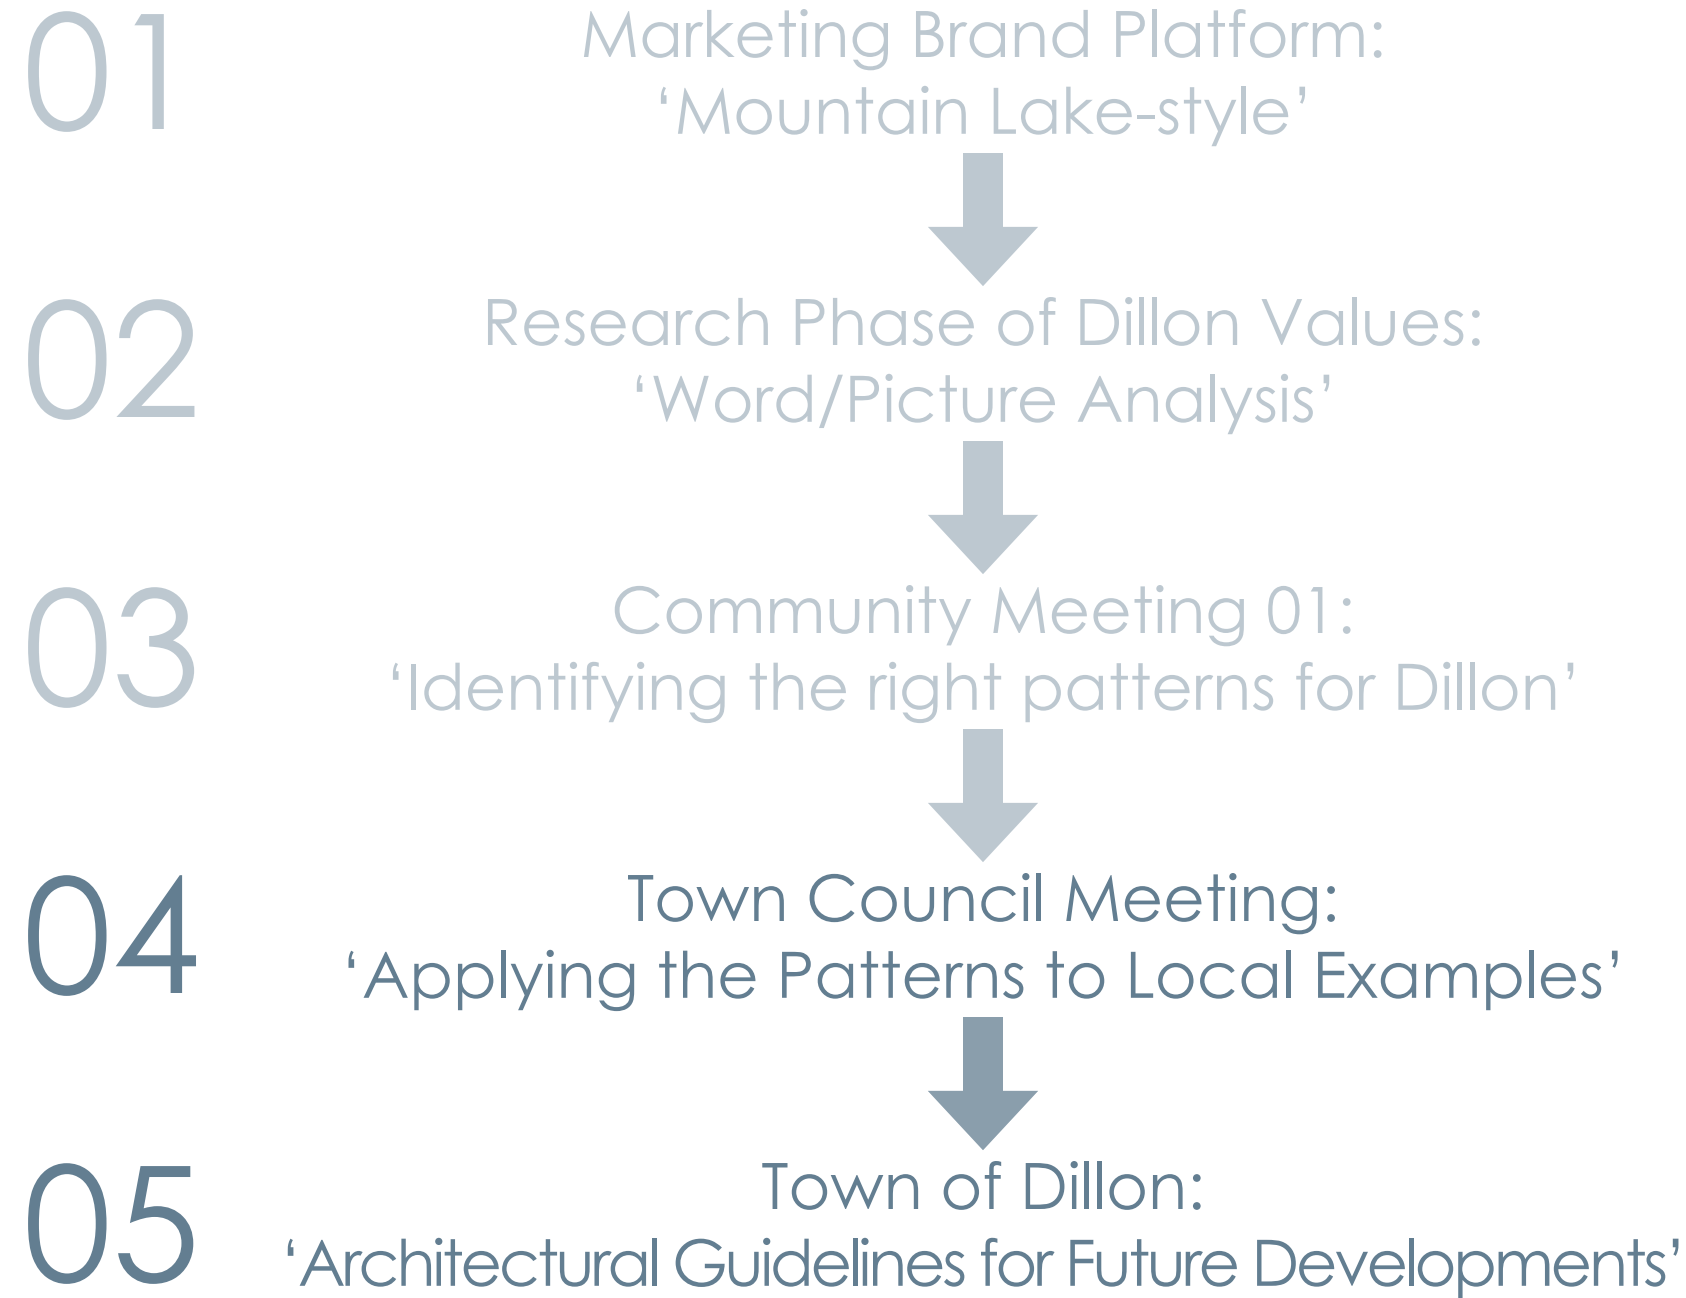 01
Marketing Brand Platform:
‘Mountain Lake-style’
02
Research Phase of Dillon Values:
‘Word/Picture Analysis’
03
Community Meeting 01:
‘Identifying the right patterns for Dillon’
04
Town Council Meeting:
‘Applying the Patterns to Local Examples’
05
Town of Dillon:
‘Architectural Guidelines for Future Developments’